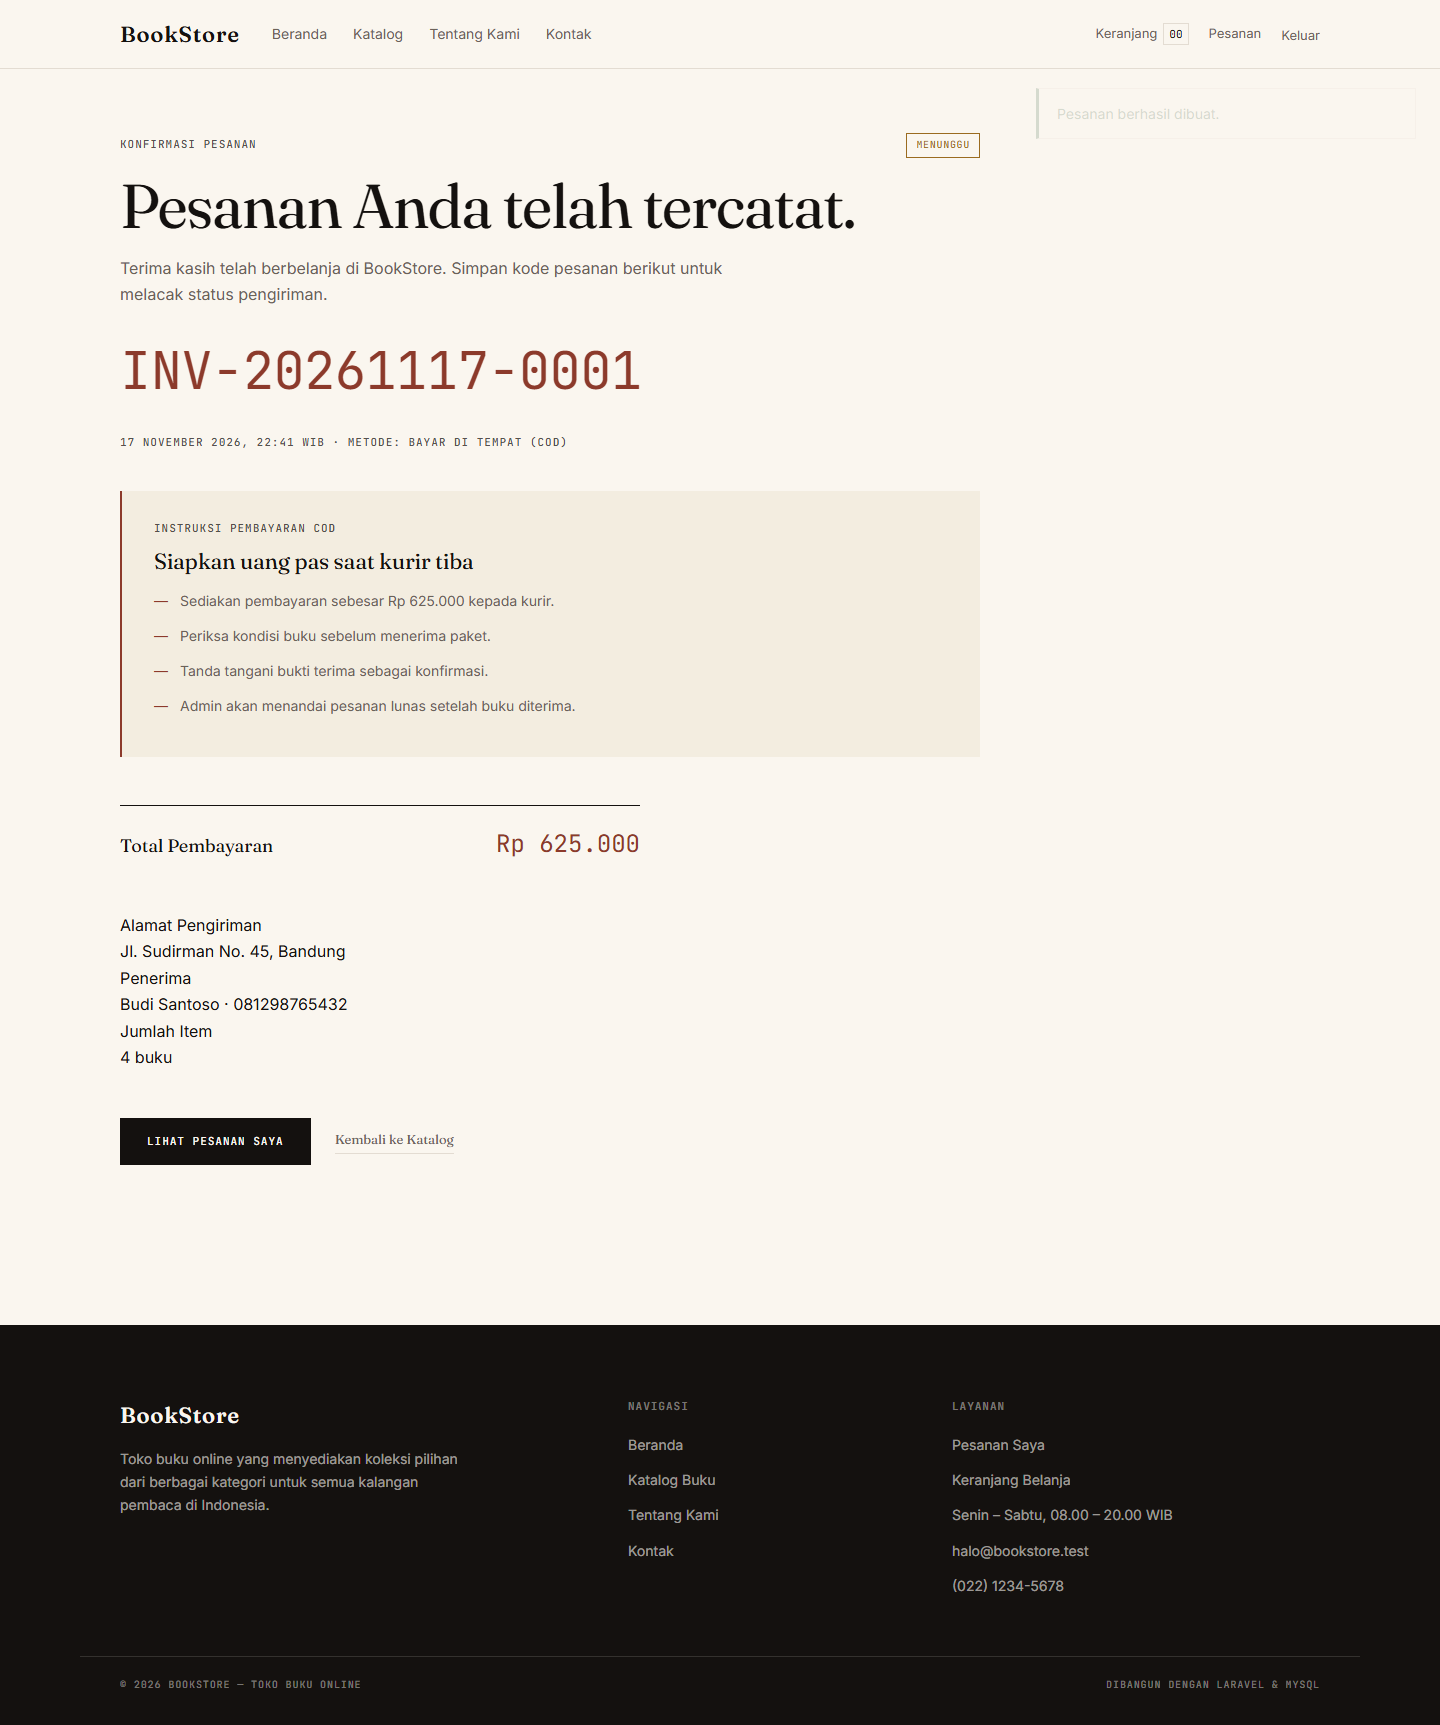 BookStore
Beranda
Katalog
Tentang Kami
Kontak
Keranjang 00
Pesanan
Keluar
Pesanan berhasil dibuat.
KONFIRMASI PESANAN
MENUNGGU
Pesanan Anda telah tercatat.
Terima kasih telah berbelanja di BookStore. Simpan kode pesanan berikut untuk
melacak status pengiriman.
INV-20261117-0001
17 NOVEMBER 2026, 22:41 WIB · METODE: BAYAR DI TEMPAT (COD)
INSTRUKSI PEMBAYARAN COD
Siapkan uang pas saat kurir tiba
— Sediakan pembayaran sebesar Rp 625.000 kepada kurir.
— Periksa kondisi buku sebelum menerima paket.
— Tanda tangani bukti terima sebagai konfirmasi.
— Admin akan menandai pesanan lunas setelah buku diterima.
Total Pembayaran
Rp 625.000
Alamat Pengiriman
Jl. Sudirman No. 45, Bandung
Penerima
Budi Santoso · 081298765432
Jumlah Item
4 buku
LIHAT PESANAN SAYA
Kembali ke Katalog
BookStore
Toko buku online yang menyediakan koleksi pilihan
dari berbagai kategori untuk semua kalangan
pembaca di Indonesia.
NAVIGASI
Beranda
Katalog Buku
Tentang Kami
Kontak
LAYANAN
Pesanan Saya
Keranjang Belanja
Senin – Sabtu, 08.00 – 20.00 WIB
halo@bookstore.test
(022) 1234-5678
© 2026 BOOKSTORE — TOKO BUKU ONLINE
DIBANGUN DENGAN LARAVEL & MYSQL